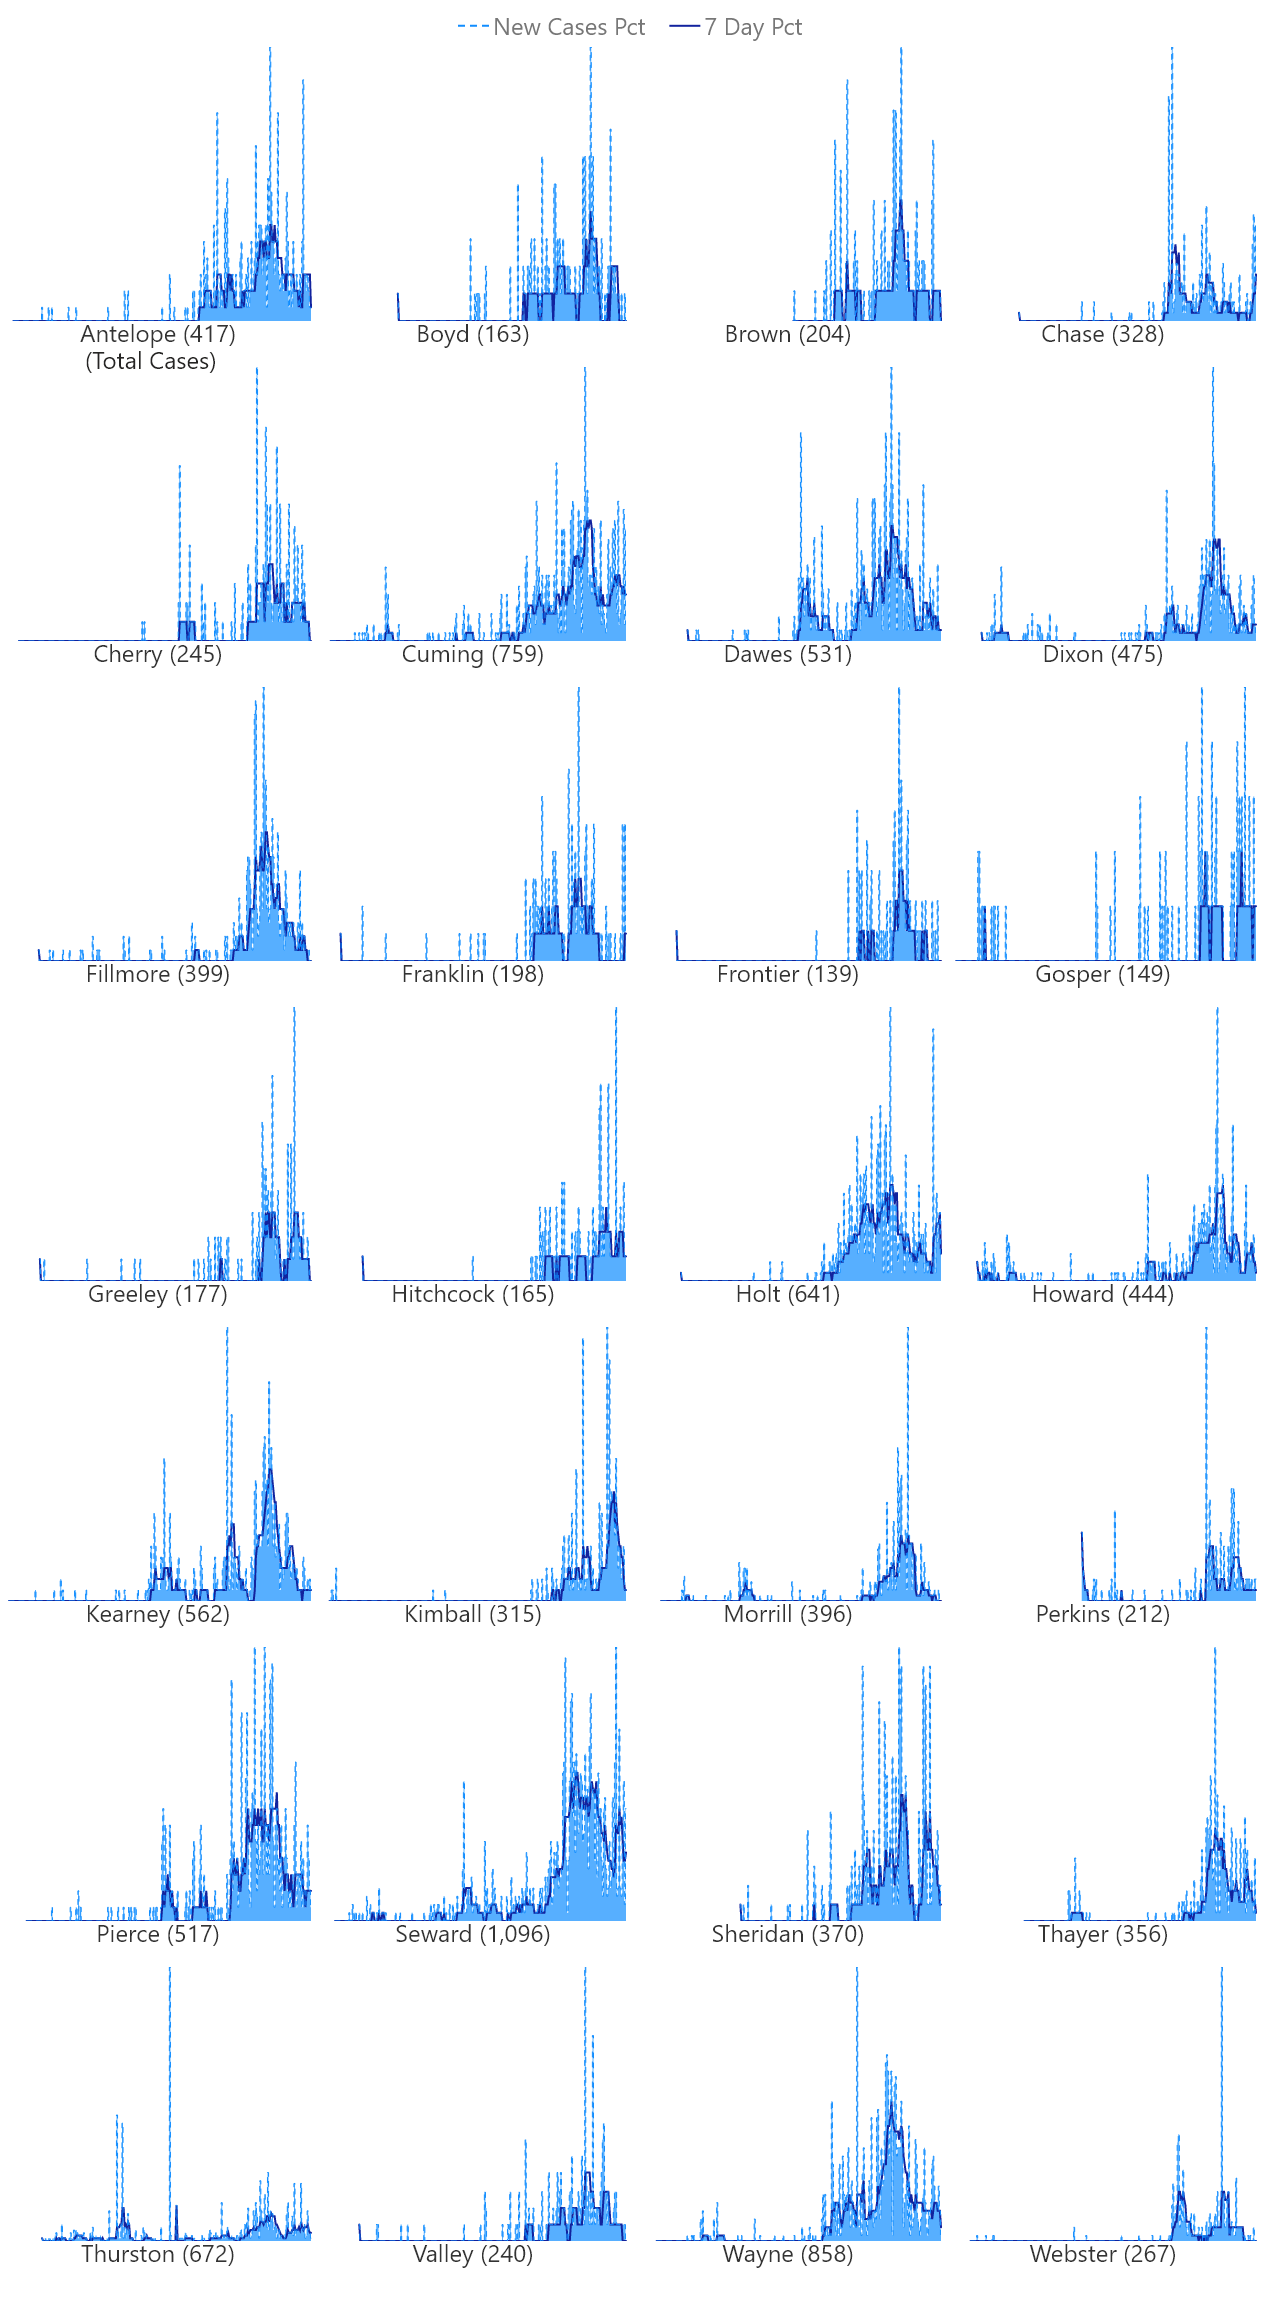 New Cases Pct 7 Day Pct
Antelope (417) Boyd (163) Brown (204) Chase (328)
(Total Cases)
Cherry (245) Cuming (759) Dawes (531) Dixon (475)
Fillmore (399) Franklin (198) Frontier (139) Gosper (149)
Greeley (177) Hitchcock (165) Holt (641) Howard (444)
Kearney (562) Kimball (315) Morrill (396) Perkins (212)
Pierce (517) Seward (1,096) Sheridan (370) Thayer (356)
Thurston (672) Valley (240) Wayne (858) Webster (267)